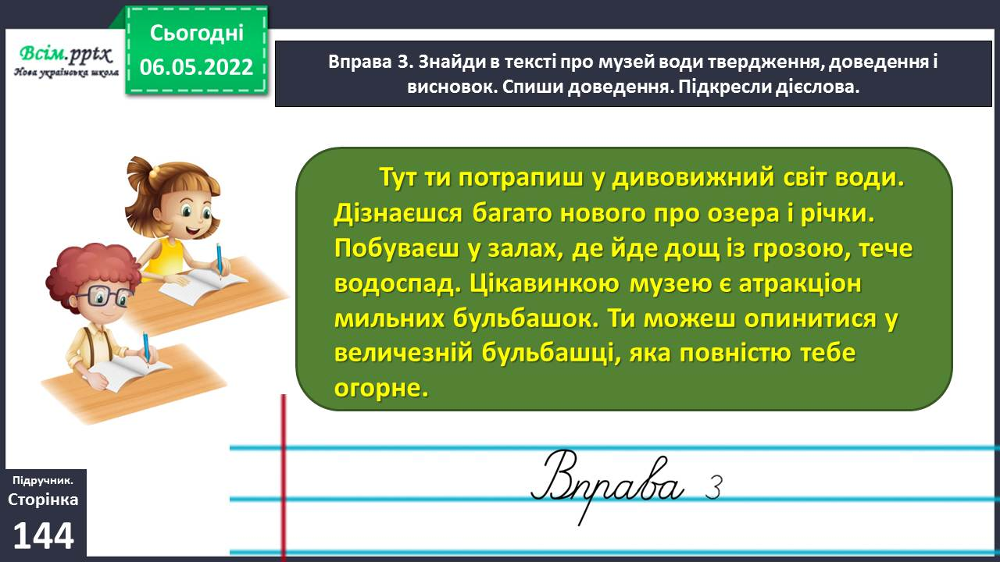 Всім.pptx
Нова українська школа
Сьогодні
06.05.2022
Вправа 3. Знайди в тексті про музей води твердження, доведення і
висновок. Спиши доведення. Підкресли дієслова.
Тут ти потрапиш у дивовижний світ води.
Дізнаєшся багато нового про озера і річки.
Побуваєш у залах, де йде дощ із грозою, тече
водоспад. Цікавинкою музею є атракціон
мильних бульбашок. Ти можеш опинитися у
величезній бульбашці, яка повністю тебе
огорне.
Вправа 3
Підручник.
Сторінка
144